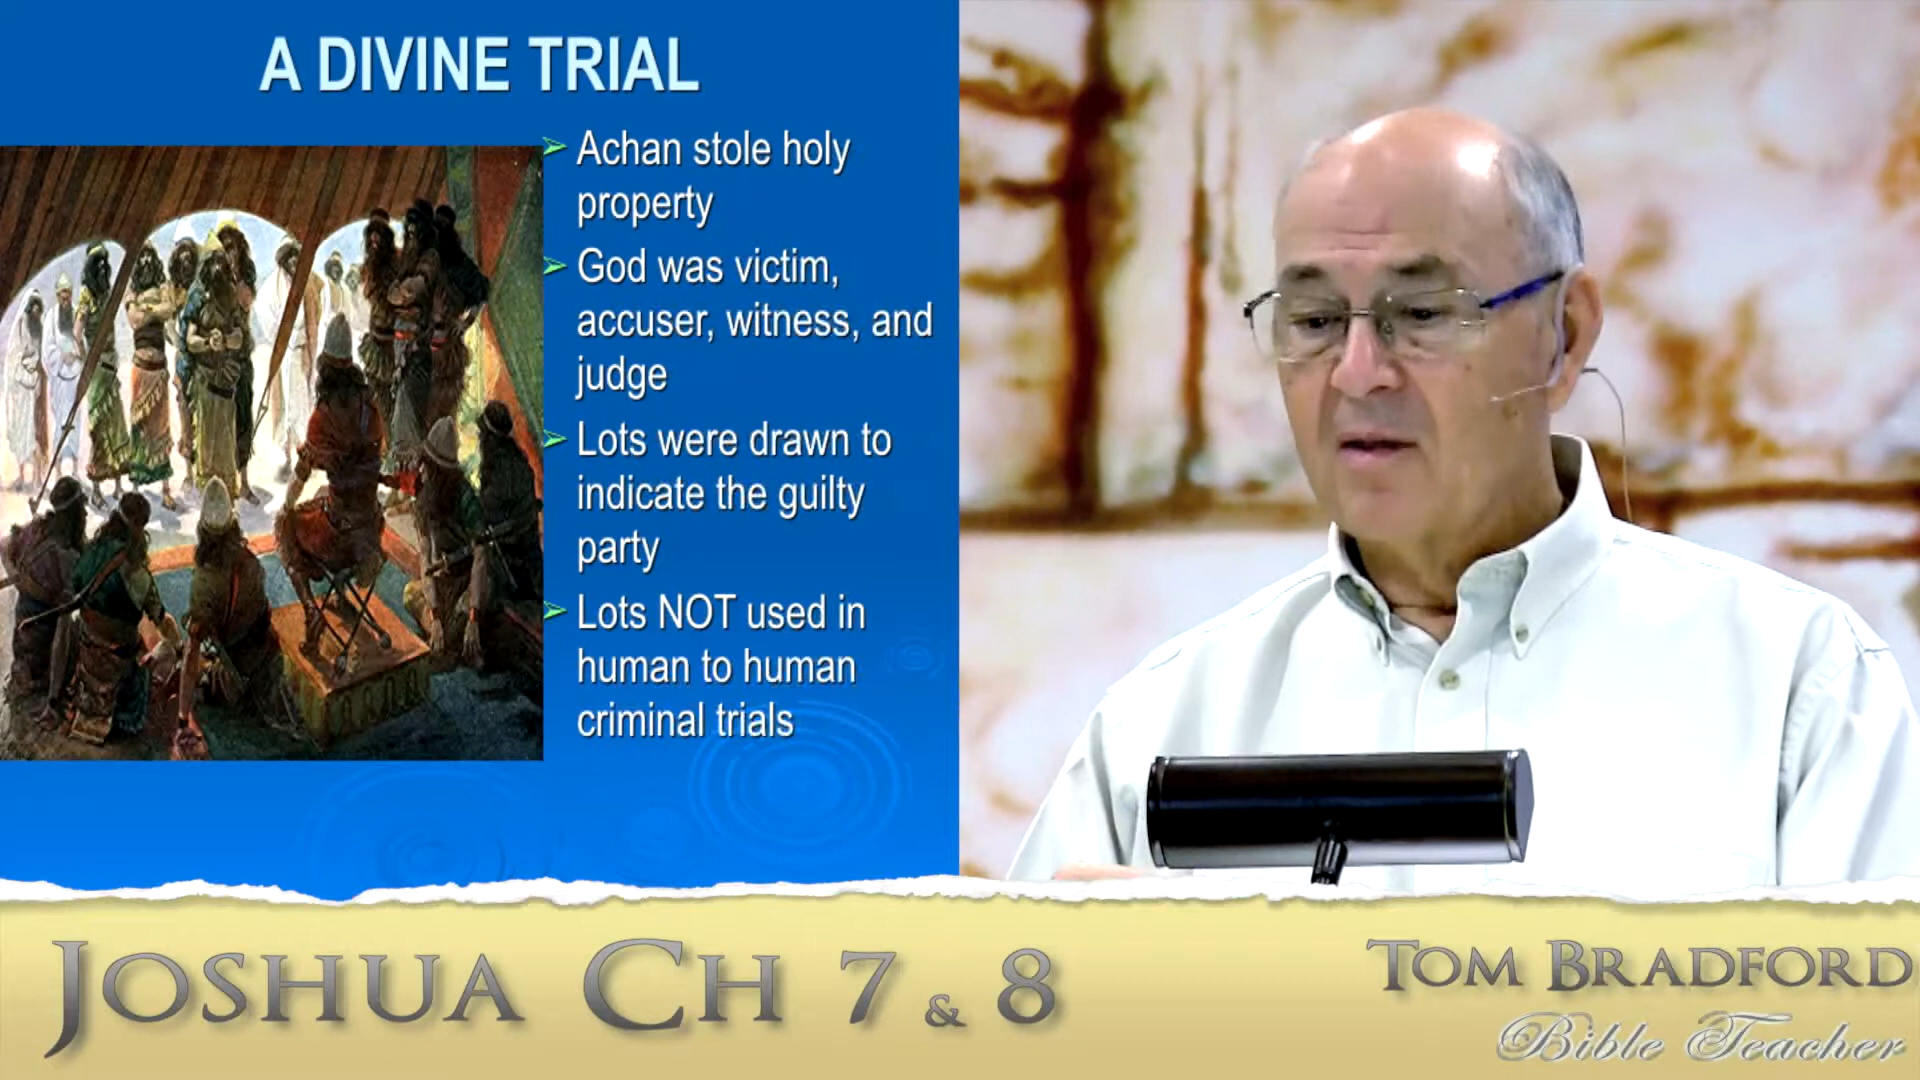 A DIVINE TRIAL
Achan stole holy
property
God was victim,
accuser, witness, and
judge
Lots were drawn to
indicate the guilty
party
Lots NOT used in
human to human
criminal trials
JOSHUA CH 7 & 8
TOM BRADFORD
Bible Teacher